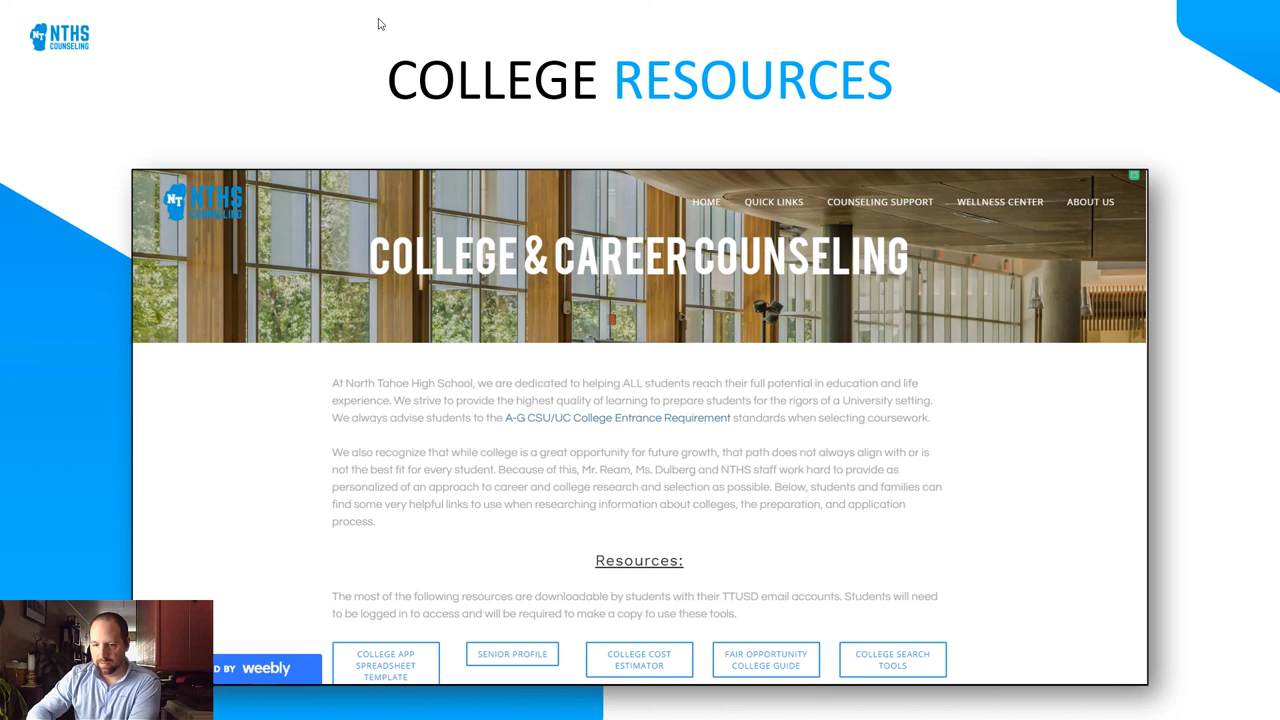 NTHS
COUNSELING
NT
COLLEGE RESOURCES
NTHS
COUNSELING
NT
HOME QUICK LINKS COUNSELING SUPPORT WELLNESS CENTER ABOUT US
COLLEGE & CAREER COUNSELING
At North Tahoe High School, we are dedicated to helping ALL students reach their full potential in education and life
experience. We strive to provide the highest quality of learning to prepare students for the rigors of a University setting.
We always advise students to the A-G CSU/UC College Entrance Requirement standards when selecting coursework.
We also recognize that while college is a great opportunity for future growth, that path does not always align with or is
not the best fit for every student. Because of this, Mr. Ream, Ms. Dulberg and NTHS staff work hard to provide as
personalized of an approach to career and college research and selection as possible. Below, students and families can
find some very helpful links to use when researching information about colleges, the preparation, and application
process.
Resources:
The most of the following resources are downloadable by students with their TTUSD email accounts. Students will need
to be logged in to access and will be required to make a copy to use these tools.
COLLEGE APP
SPREADSHEET
TEMPLATE
SENIOR PROFILE
COLLEGE COST
ESTIMATOR
FAIR OPPORTUNITY
COLLEGE GUIDE
COLLEGE SEARCH
TOOLS
D BY weebly